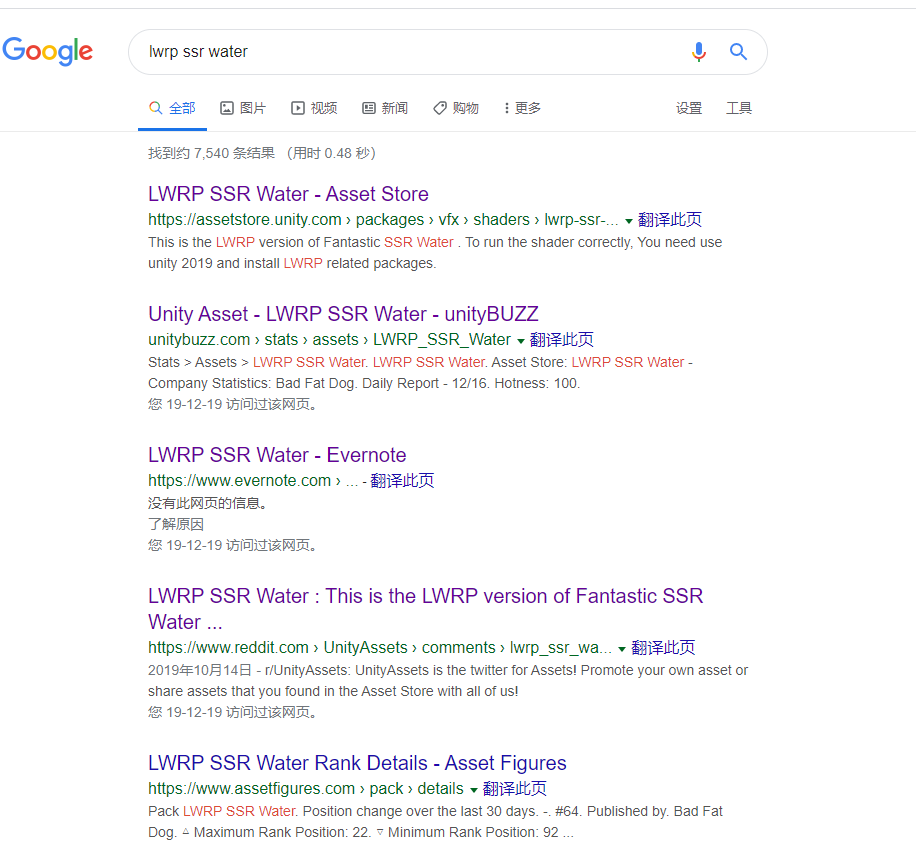 Google
lwrp ssr water
全部 图片 视频 新闻 购物 更多 设置 工具
找到约 7,540 条结果 （用时 0.48 秒）
LWRP SSR Water - Asset Store
https://assetstore.unity.com › packages › vfx › shaders › lwrp-ssr-... 翻译此页
This is the LWRP version of Fantastic SSR Water . To run the shader correctly, You need use
unity 2019 and install LWRP related packages.
Unity Asset - LWRP SSR Water - unityBUZZ
unitybuzz.com › stats › assets › LWRP_SSR_Water 翻译此页
Stats > Assets > LWRP SSR Water. LWRP SSR Water. Asset Store: LWRP SSR Water -
Company Statistics: Bad Fat Dog. Daily Report - 12/16. Hotness: 100.
您 19-12-19 访问过该网页。
LWRP SSR Water - Evernote
https://www.evernote.com › ... - 翻译此页
没有此网页的信息。
了解原因
您 19-12-19 访问过该网页。
LWRP SSR Water : This is the LWRP version of Fantastic SSR
Water ...
https://www.reddit.com › UnityAssets › comments › lwrp_ssr_wa... 翻译此页
2019年10月14日 - r/UnityAssets: UnityAssets is the twitter for Assets! Promote your own asset or
share assets that you found in the Asset Store with all of us!
您 19-12-19 访问过该网页。
LWRP SSR Water Rank Details - Asset Figures
https://www.assetfigures.com › pack › details 翻译此页
Pack LWRP SSR Water. Position change over the last 30 days. -. #64. Published by. Bad Fat
Dog. ▵ Maximum Rank Position: 22. ▿ Minimum Rank Position: 92 ...